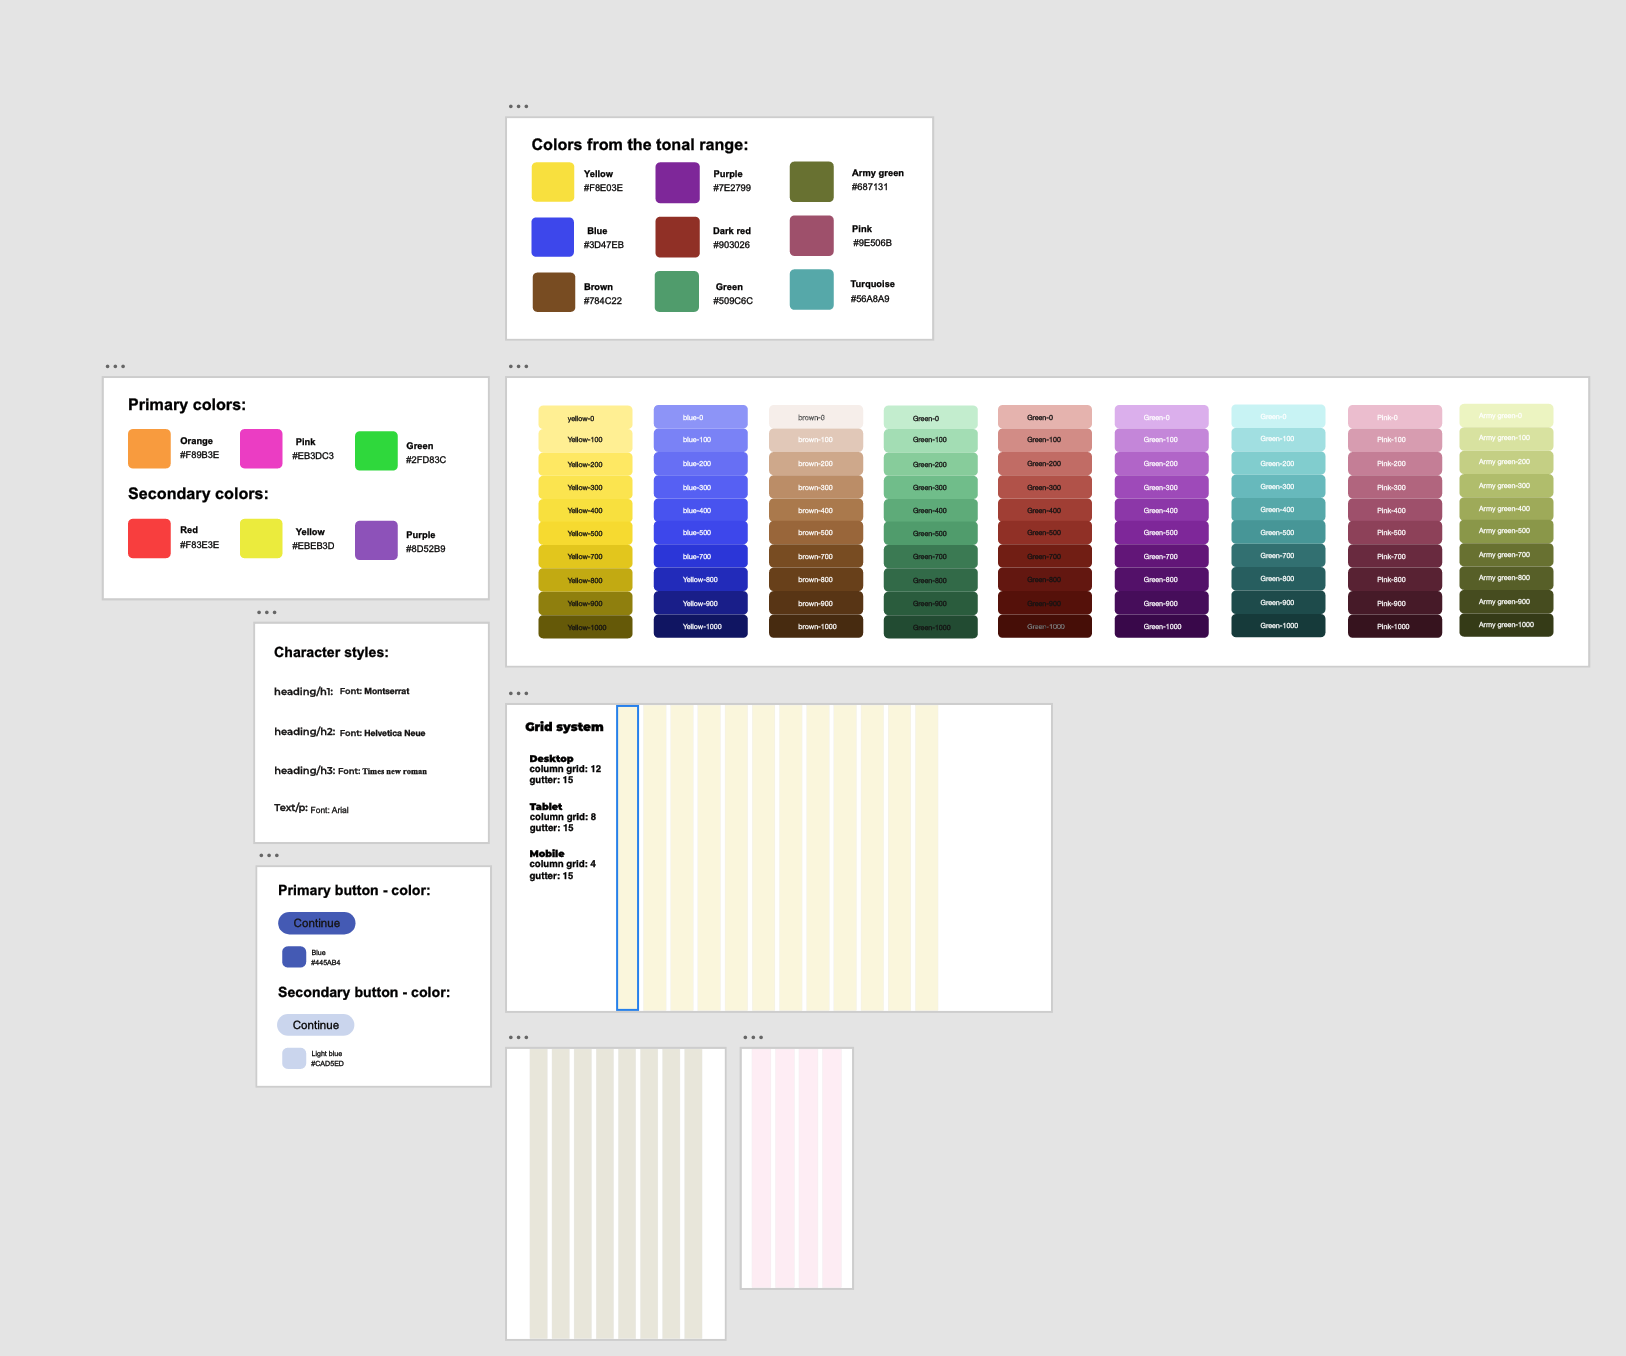 Colors from the tonal range:
Yellow
#F8E03E
Purple
#7E2799
Army green
#687131
Blue
#3D47EB
Dark red
#903026
Pink
#9E506B
Brown
#784C22
Green
#509C6C
Turquoise
#56A8A9
Primary colors:
Orange
#F89B3E
Pink
#EB3DC3
Green
#2FD83C
Secondary colors:
Red
#F83E3E
Yellow
#EBEB3D
Purple
#8D52B9
yellow-0
Yellow-100
Yellow-200
Yellow-300
Yellow-400
Yellow-500
Yellow-700
Yellow-800
Yellow-900
Yellow-1000
blue-0
blue-100
blue-200
blue-300
blue-400
blue-500
blue-700
Yellow-800
Yellow-900
Yellow-1000
brown-0
brown-100
brown-200
brown-300
brown-400
brown-500
brown-700
brown-800
brown-900
brown-1000
Green-0
Green-100
Green-200
Green-300
Green-400
Green-500
Green-700
Green-800
Green-900
Green-1000
Green-0
Green-100
Green-200
Green-300
Green-400
Green-500
Green-700
Green-800
Green-900
Green-1000
Green-0
Green-100
Green-200
Green-300
Green-400
Green-500
Green-700
Green-800
Green-900
Green-1000
Green-0
Green-100
Green-200
Green-300
Green-400
Green-500
Green-700
Green-800
Green-900
Green-1000
Pink-0
Pink-100
Pink-200
Pink-300
Pink-400
Pink-500
Pink-700
Pink-800
Pink-900
Pink-1000
Army green-0
Army green-100
Army green-200
Army green-300
Army green-400
Army green-500
Army green-700
Army green-800
Army green-900
Army green-1000
Character styles:
heading/h1: Font: Montserrat
heading/h2: Font: Helvetica Neue
heading/h3: Font: Times new roman
Text/p: Font: Arial
Primary button - color:
Continue
Blue
#445AB4
Secondary button - color:
Continue
Light blue
#CAD5ED
Grid system
Desktop
column grid: 12
gutter: 15
Tablet
column grid: 8
gutter: 15
Mobile
column grid: 4
gutter: 15